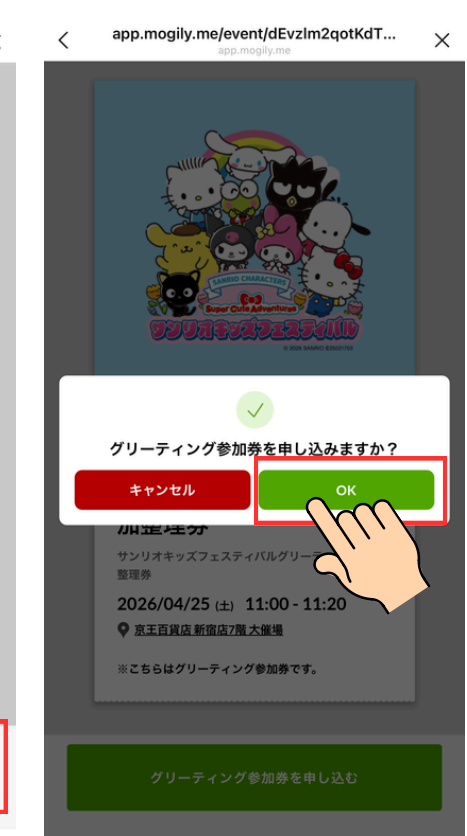 app.mogily.me/event/dEvzlm2qotKdT...
app.mogily.me
SANRIO CHARACTERS
Super Cute Adventures
サンリオキッズフェスティバル
グリーティング参加券を申し込みますか？
キャンセル
OK
加整理券
サンリオキッズフェスティバルグリーテ
整理券
2026/04/25 (土) 11:00 - 11:20
京王百貨店 新宿店7階 大催場
※こちらはグリーティング参加券です。
グリーティング参加券を申し込む